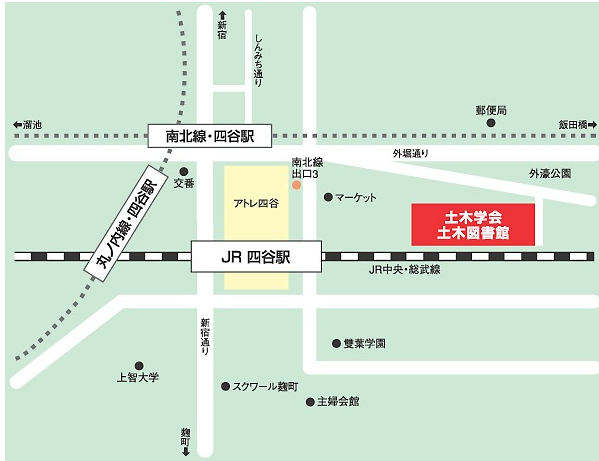 ↑新宿
しんみち通り
郵便局
←溜池
飯田橋→
南北線・四谷駅
外堀通り
南北線
出口3
外濠公園
交番
丸ノ内線・四谷駅
アトレ四谷
マーケット
土木学会
土木図書館
JR 四谷駅
JR中央・総武線
新宿通り
雙葉学園
上智大学
スクワール麹町
主婦会館
麹町↓